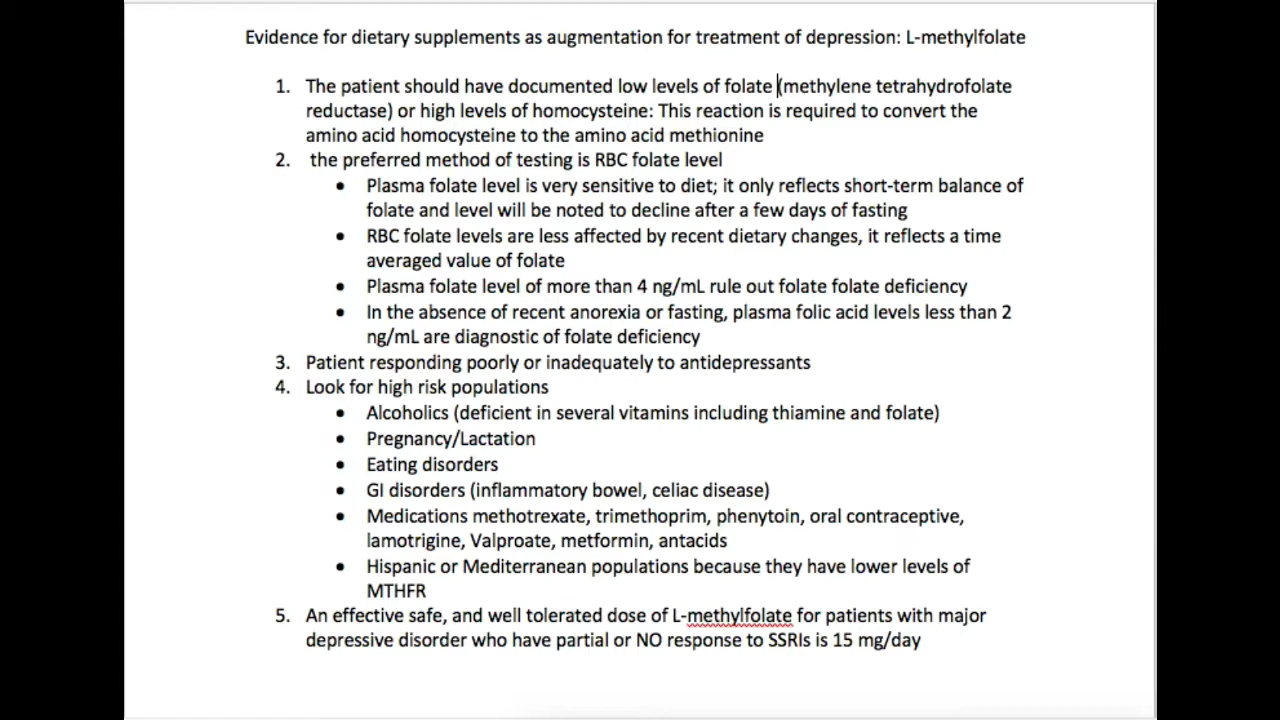 Evidence for dietary supplements as augmentation for treatment of depression: L-methylfolate
1. The patient should have documented low levels of folate (methylene tetrahydrofolate
reductase) or high levels of homocysteine: This reaction is required to convert the
amino acid homocysteine to the amino acid methionine
2. the preferred method of testing is RBC folate level
• Plasma folate level is very sensitive to diet; it only reflects short-term balance of
folate and level will be noted to decline after a few days of fasting
• RBC folate levels are less affected by recent dietary changes, it reflects a time
averaged value of folate
• Plasma folate level of more than 4 ng/mL rule out folate folate deficiency
• In the absence of recent anorexia or fasting, plasma folic acid levels less than 2
ng/mL are diagnostic of folate deficiency
3. Patient responding poorly or inadequately to antidepressants
4. Look for high risk populations
• Alcoholics (deficient in several vitamins including thiamine and folate)
• Pregnancy/Lactation
• Eating disorders
• GI disorders (inflammatory bowel, celiac disease)
• Medications methotrexate, trimethoprim, phenytoin, oral contraceptive,
lamotrigine, Valproate, metformin, antacids
• Hispanic or Mediterranean populations because they have lower levels of
MTHFR
5. An effective safe, and well tolerated dose of L-methylfolate for patients with major
depressive disorder who have partial or NO response to SSRIs is 15 mg/day